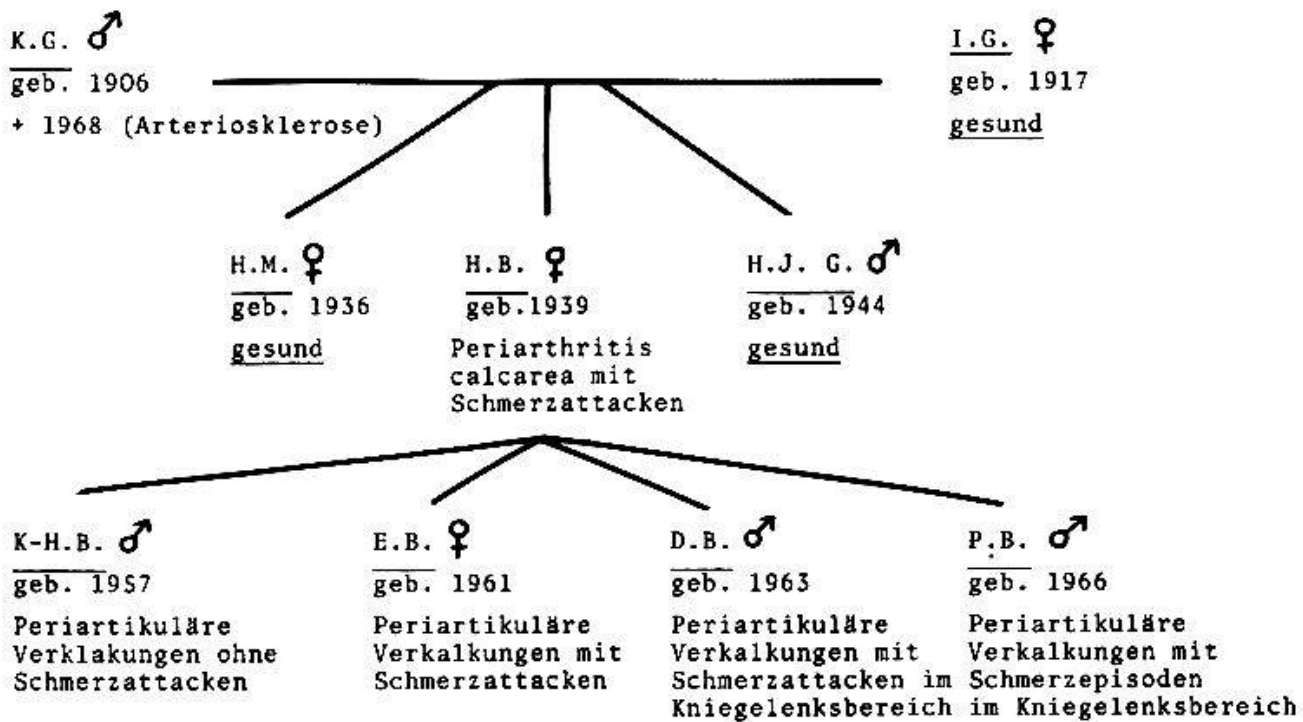 K.G. ♂
geb. 1906
+ 1968 (Arteriosklerose)
I.G. ♀
geb. 1917
gesund
H.M. ♀
geb. 1936
gesund
H.B. ♀
geb.1939
Periarthritis
calcarea mit
Schmerzattacken
H.J. G. ♂
geb. 1944
gesund
K-H.B. ♂
geb. 1957
Periartikuläre
Verklakungen ohne
Schmerzattacken
E.B. ♀
geb. 1961
Periartikuläre
Verkalkungen mit
Schmerzattacken
D.B. ♂
geb. 1963
Periartikuläre
Verkalkungen mit
Schmerzattacken im
Kniegelenksbereich
P.B. ♂
geb. 1966
Periartikuläre
Verkalkungen mit
Schmerzepisoden
im Kniegelenksbereich